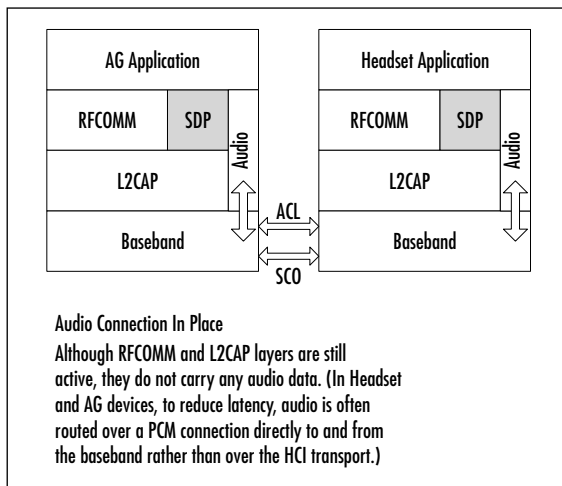 AG Application
Headset Application
RFCOMM
SDP
Audio
RFCOMM
SDP
Audio
L2CAP
L2CAP
ACL
Baseband
Baseband
SCO
Audio Connection In Place
Although RFCOMM and L2CAP layers are still
active, they do not carry any audio data. (In Headset
and AG devices, to reduce latency, audio is often
routed over a PCM connection directly to and from
the baseband rather than over the HCI transport.)